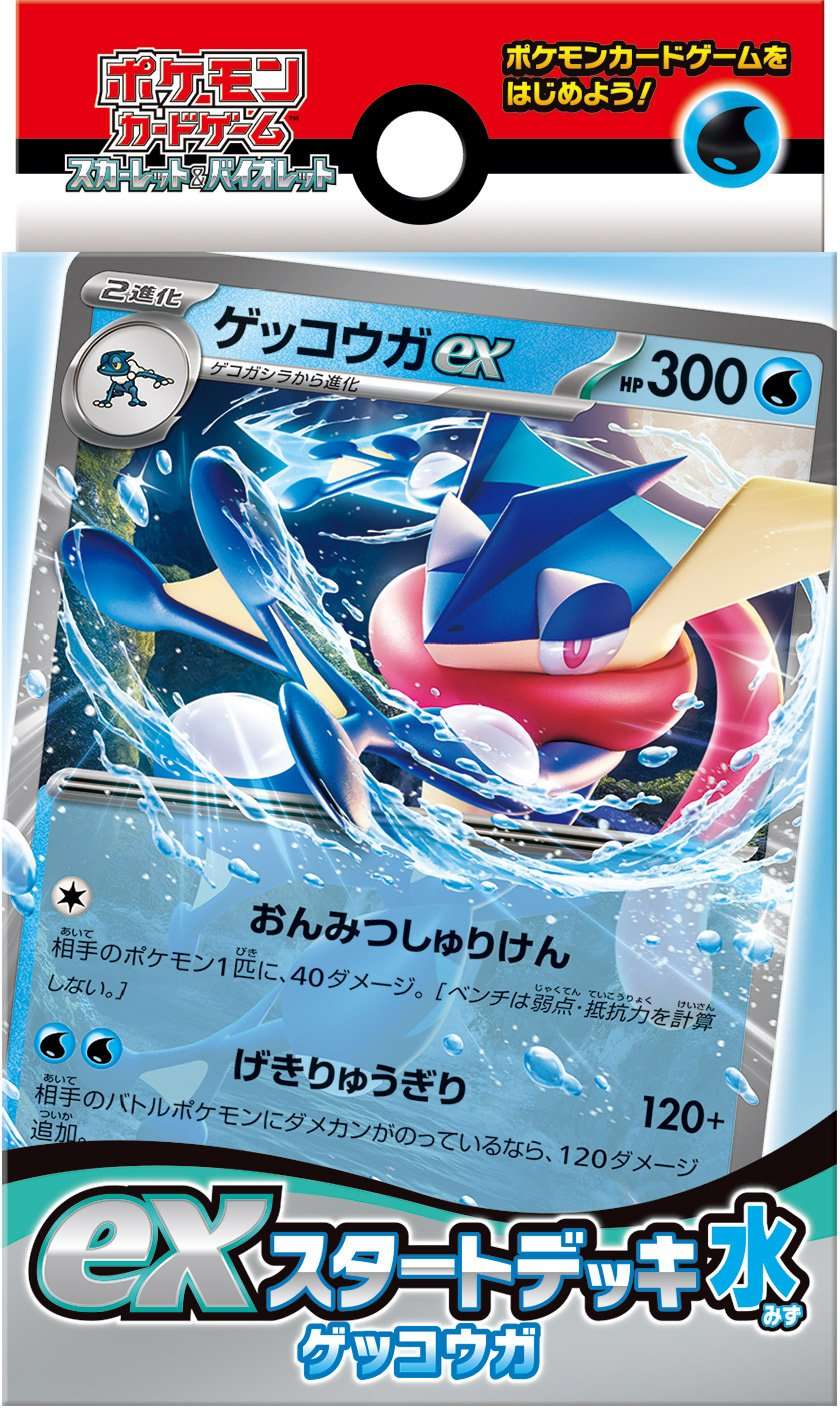 ポケモン
カードゲーム™
スカーレット&バイオレット
ポケモンカードゲームを
はじめよう!
2進化
ゲッコウガex
ゲコガシラから進化
HP 300
おんみつしゅりけん
相手のポケモン1匹に、40ダメージ。[ベンチは弱点・抵抗力を計算
しない。]
げきりゅうぎり
120+
相手のバトルポケモンにダメカンがのっているなら、120ダメージ
追加。
exスタートデッキ水
みず
ゲッコウガ